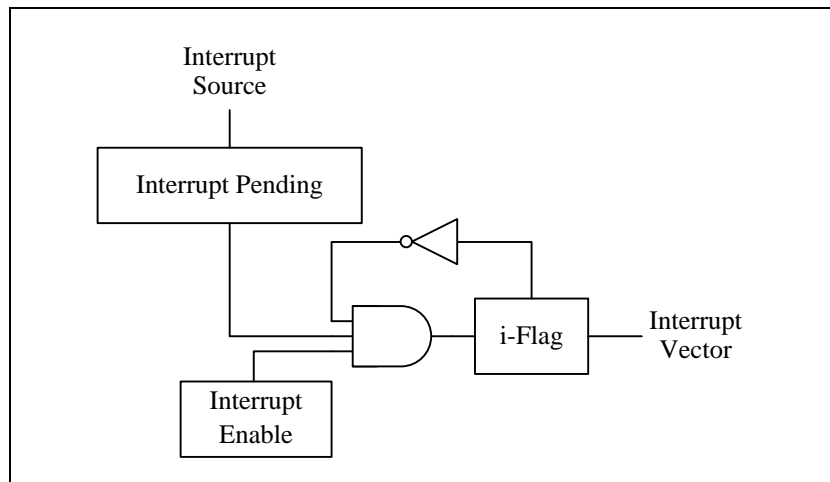 Interrupt
Source
Interrupt Pending
i-Flag
Interrupt
Vector
Interrupt
Enable